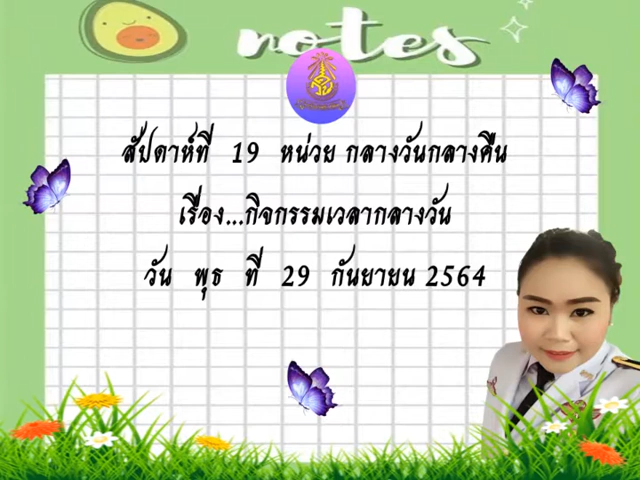 notes
สัปดาห์ที่ 19 หน่วย กลางวันกลางคืน
เรื่อง...กิจกรรมเวลากลางวัน
วัน พุธ ที่ 29 กันยายน 2564